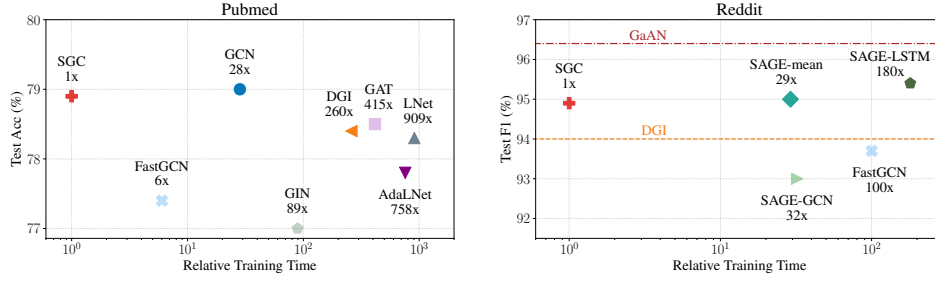 Pubmed
80
79
78
77
Test Acc (%)
SGC
1x
GCN
28x
DGI
260x
GAT
415x
LNet
909x
FastGCN
6x
GIN
89x
AdaLNet
758x
10^0
10^1
10^2
10^3
Relative Training Time
Reddit
97
96
95
94
93
92
Test F1 (%)
GaAN
SGC
1x
SAGE-mean
29x
SAGE-LSTM
180x
DGI
FastGCN
100x
SAGE-GCN
32x
10^0
10^1
10^2
Relative Training Time